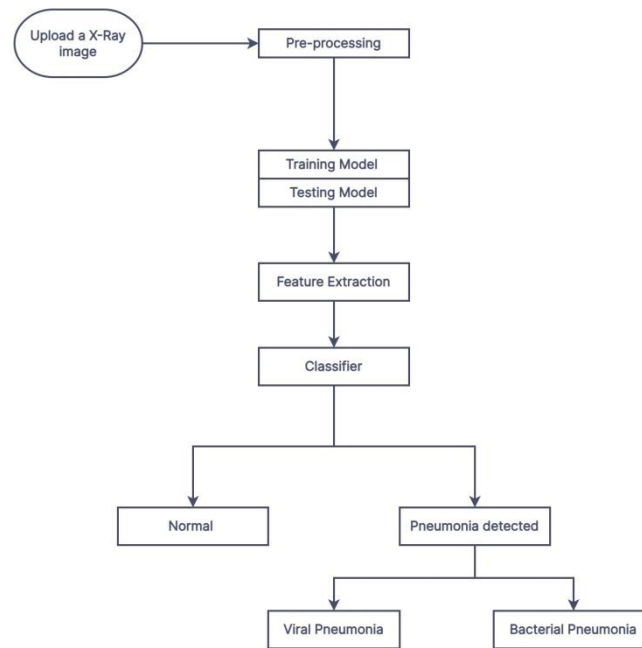 Upload a X-Ray
image
Pre-processing
Training Model
Testing Model
Feature Extraction
Classifier
Normal
Pneumonia detected
Viral Pneumonia
Bacterial Pneumonia